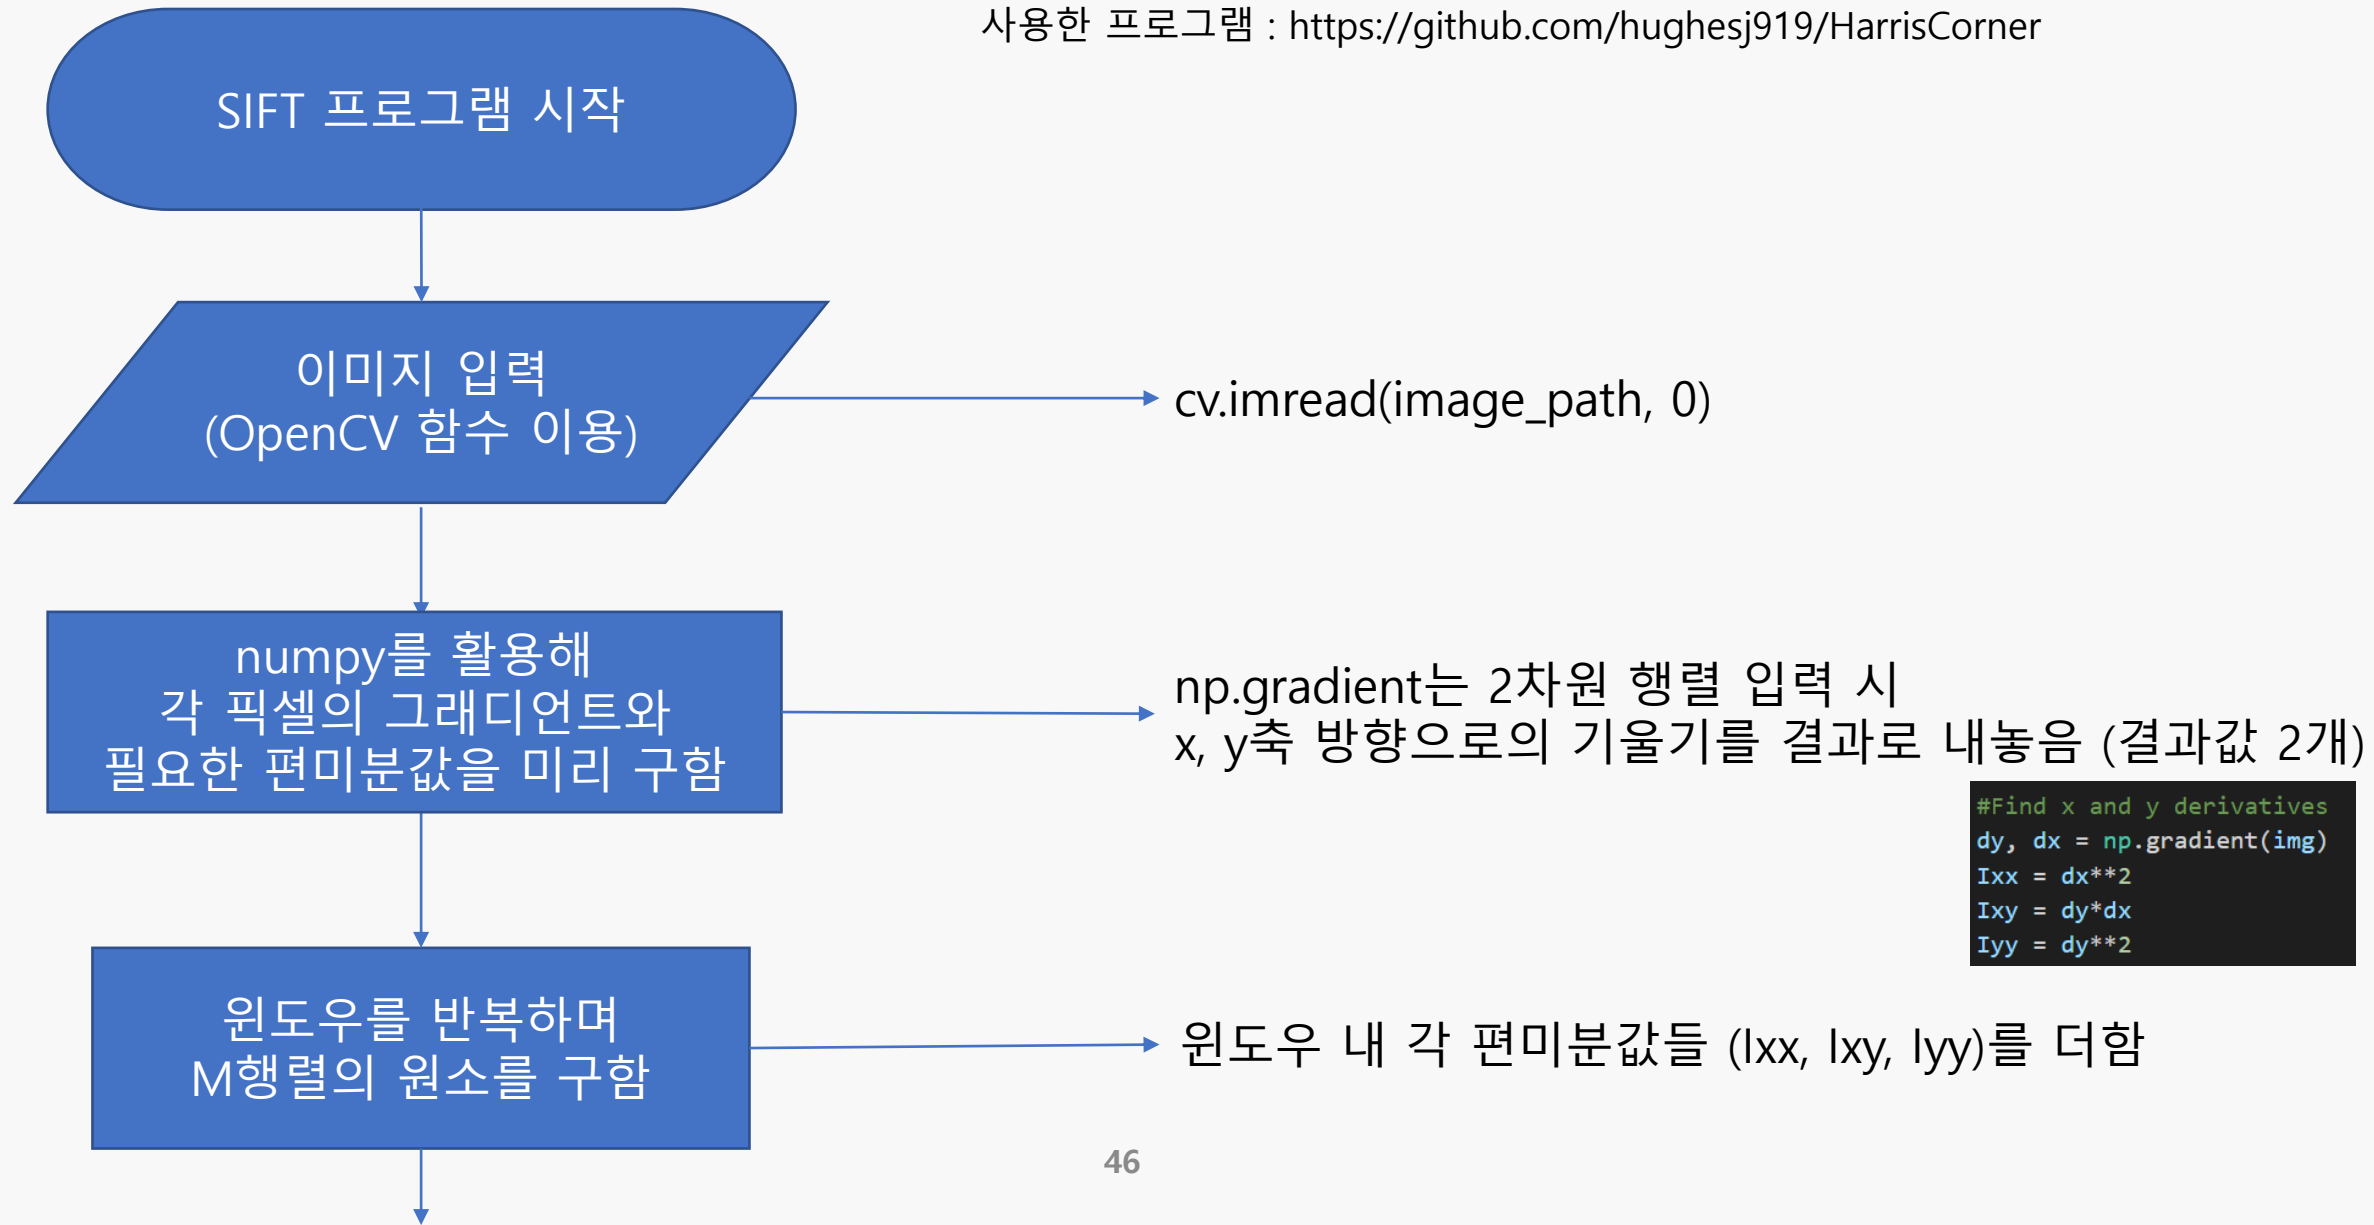 사용한 프로그램 : https://github.com/hughesj919/HarrisCorner
SIFT 프로그램 시작
이미지 입력
(OpenCV 함수 이용)
cv.imread(image_path, 0)
numpy를 활용해
각 픽셀의 그래디언트와
필요한 편미분값을 미리 구함
np.gradient는 2차원 행렬 입력 시
x, y축 방향으로의 기울기를 결과로 내놓음 (결과값 2개)
#Find x and y derivatives
dy, dx = np.gradient(img)
Ixx = dx**2
Ixy = dy*dx
Iyy = dy**2
윈도우를 반복하며
M행렬의 원소를 구함
윈도우 내 각 편미분값들 (Ixx, Ixy, Iyy)를 더함
46